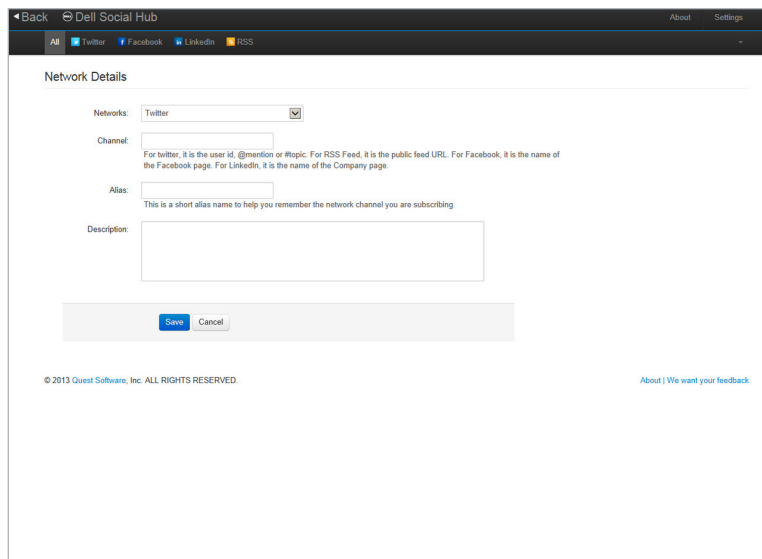 Back Dell Social Hub About Settings
All Twitter Facebook LinkedIn RSS
Network Details
Networks: Twitter
Channel:
For twitter, it is the user id, @mention or #topic. For RSS Feed, it is the public feed URL. For Facebook, it is the name of
the Facebook page. For LinkedIn, it is the name of the Company page.
Alias:
This is a short alias name to help you remember the network channel you are subscribing.
Description:
Save Cancel
© 2013 Quest Software, Inc. ALL RIGHTS RESERVED. About | We want your feedback